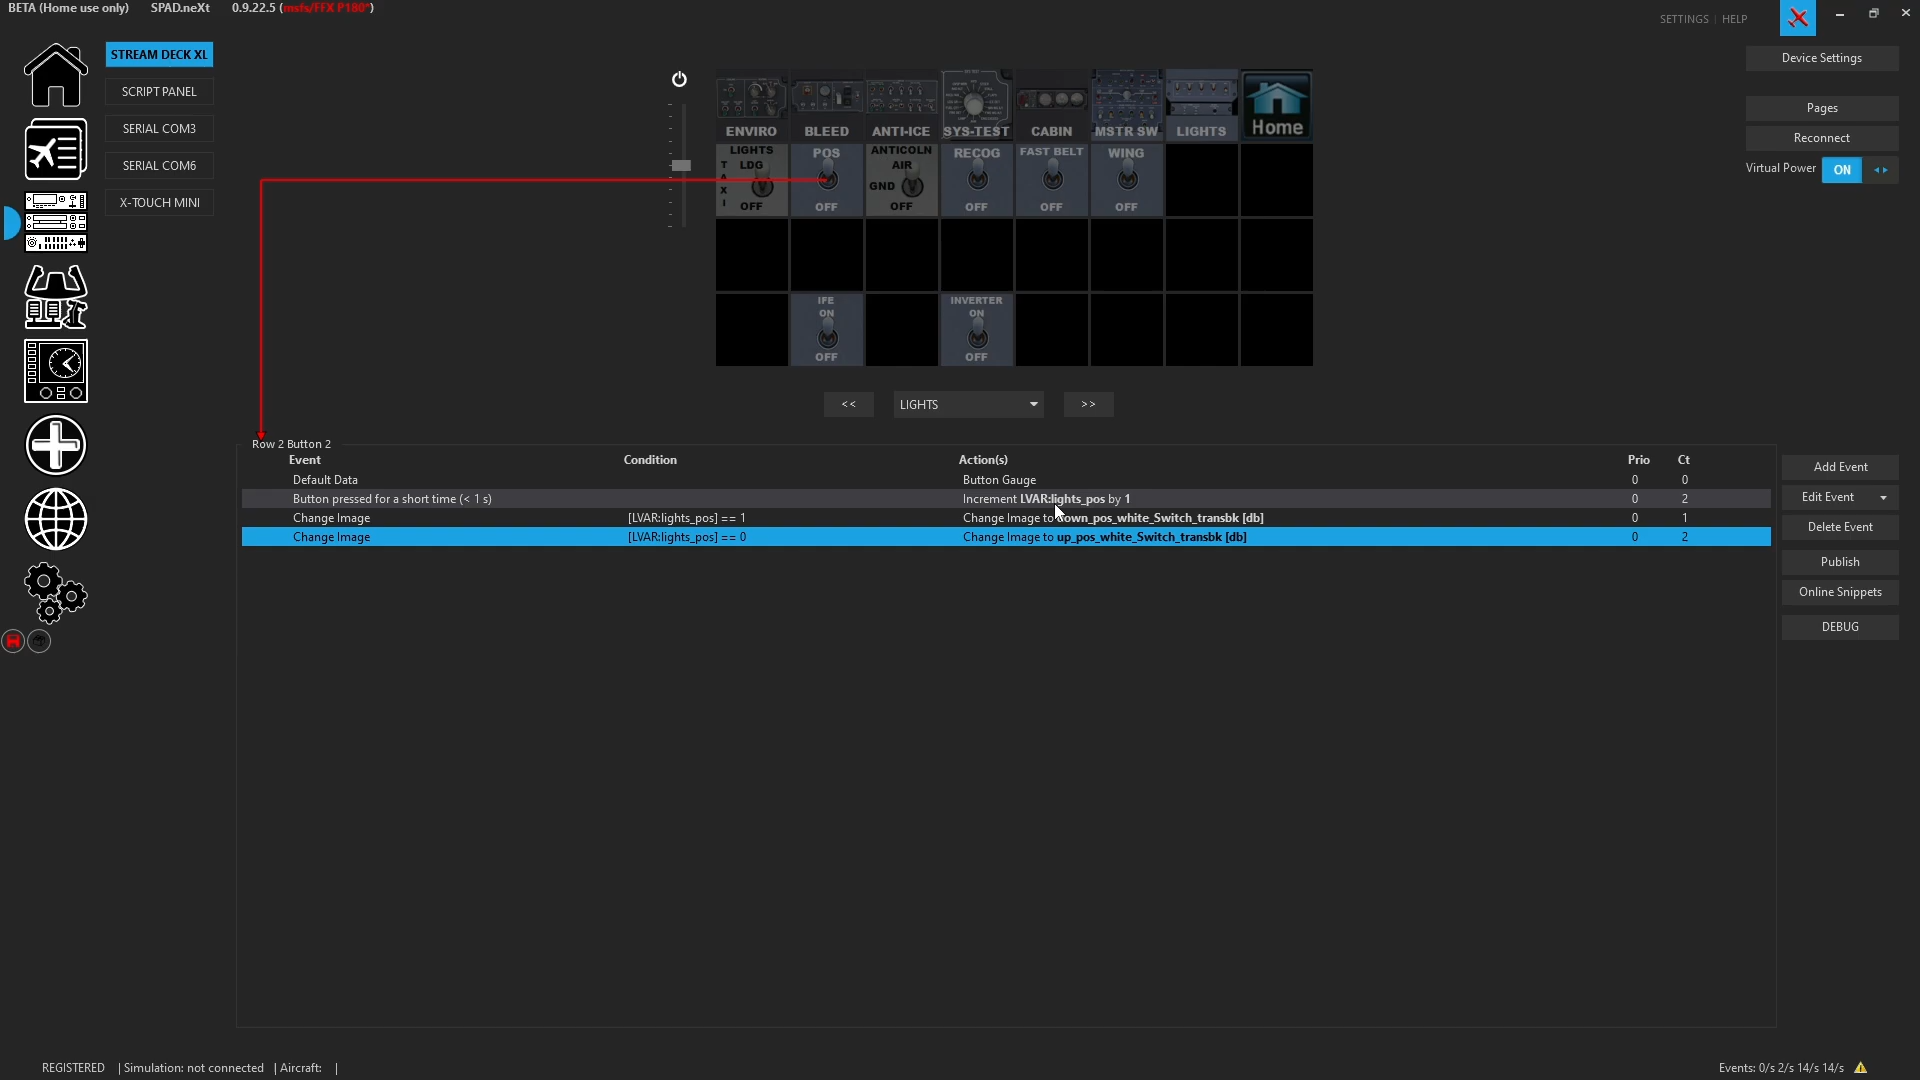 BETA (Home use only) SPAD.neXt 0.9.22.5 (msfs/FFX P180*)
SETTINGS | HELP
STREAM DECK XL
SCRIPT PANEL
SERIAL COM3
SERIAL COM6
X-TOUCH MINI
ENVIRO BLEED ANTI-ICE SYS-TEST CABIN MSTR SW LIGHTS Home
LIGHTS
LDG
TAXI
OFF
POS
OFF
ANTICOLN
AIR
GND
OFF
RECOG
OFF
FAST BELT
OFF
WING
OFF
IFE
ON
OFF
INVERTER
ON
OFF
Device Settings
Pages
Reconnect
Virtual Power ON
<< LIGHTS >>
Row 2 Button 2
Event Condition Action(s) Prio Ct
Default Data Button Gauge 0 0
Button pressed for a short time (< 1 s) Increment LVAR:lights_pos by 1 0 2
Change Image [LVAR:lights_pos] == 1 Change Image to down_pos_white_Switch_transbk [db] 0 1
Change Image [LVAR:lights_pos] == 0 Change Image to up_pos_white_Switch_transbk [db] 0 2
Add Event
Edit Event
Delete Event
Publish
Online Snippets
DEBUG
REGISTERED | Simulation: not connected | Aircraft: |
Events: 0/s 2/s 14/s 14/s